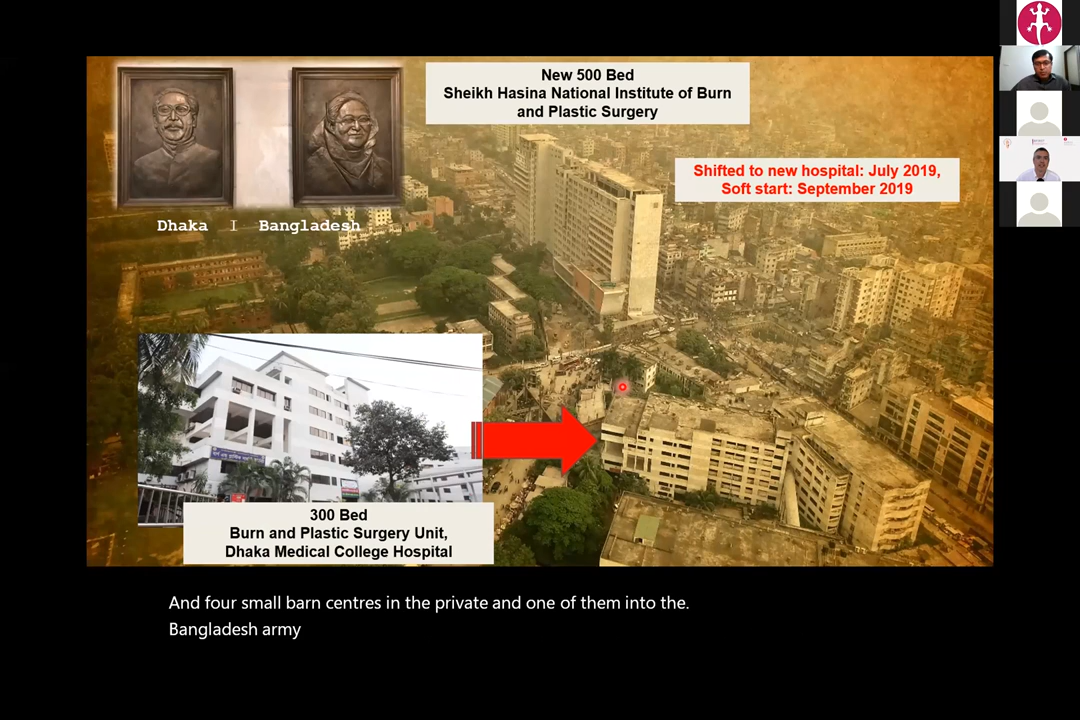 New 500 Bed
Sheikh Hasina National Institute of Burn
and Plastic Surgery
Shifted to new hospital: July 2019,
Soft start: September 2019
Dhaka I Bangladesh
300 Bed
Burn and Plastic Surgery Unit,
Dhaka Medical College Hospital
And four small barn centres in the private and one of them into the.
Bangladesh army